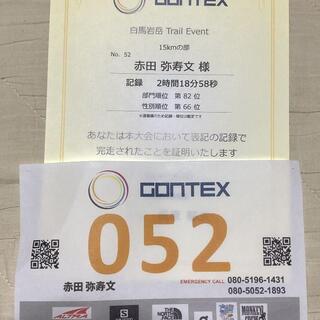 GONTEX
白馬岩岳 Trail Event
15kmの部
No. 52
赤田 弥寿文 様
記録 2時間18分58秒
部門順位 第 82 位
性別順位 第 66 位
あなたは本大会において表記の記録で
完走されたことを証明いたします
GONTEX
052
赤田 弥寿文
EMERGENCY CALL 080-5196-1431
080-5052-1893
SALOMON
THE NORTH FACE